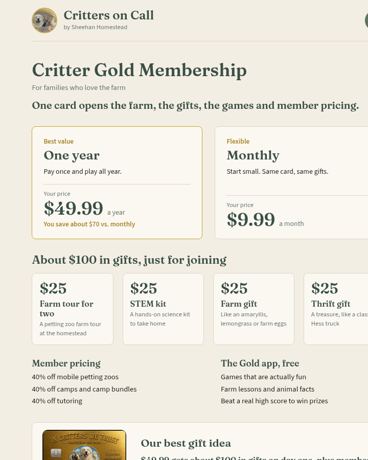 Critters on Call
by Sheehan Homestead
Critter Gold Membership
For families who love the farm
One card opens the farm, the gifts, the games and member pricing.
Best value
One year
Pay once and play all year.
Your price
$49.99 a year
You save about $70 vs. monthly
Flexible
Monthly
Start small. Same card, same gifts.
Your price
$9.99 a month
About $100 in gifts, just for joining
$25
Farm tour for
two
A petting zoo farm tour
at the homestead
$25
STEM kit
A hands-on science kit
to take home
$25
Farm gift
Like an amaryllis,
lemongrass or farm eggs
$25
Thrift gift
A treasure, like a
Hess truck
Member pricing
40% off mobile petting zoos
40% off camps and camp bundles
40% off tutoring
The Gold app, free
Games that are actually fun
Farm lessons and animal facts
Beat a real high score to win prizes
Our best gift idea